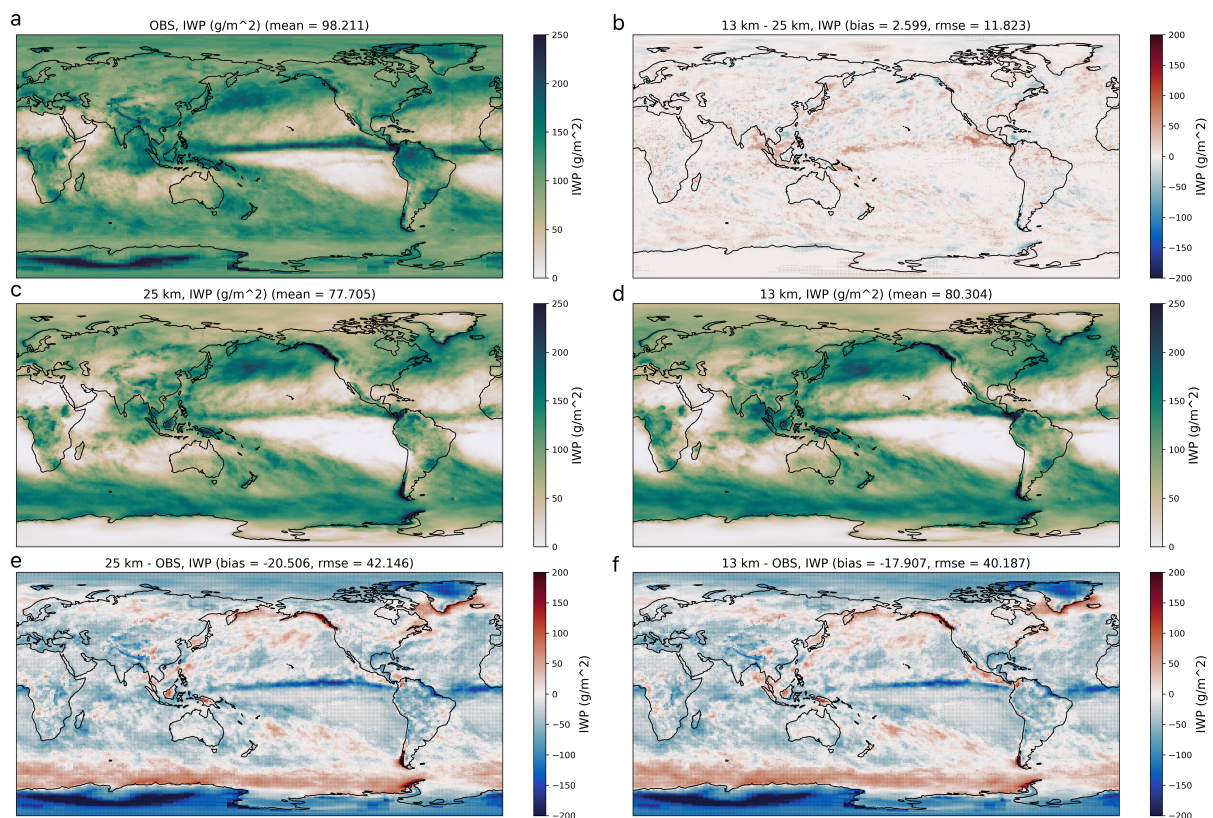 a
OBS, IWP (g/m^2) (mean = 98.211)
250
200
150
100
50
0
IWP (g/m^2)
b
13 km - 25 km, IWP (bias = 2.599, rmse = 11.823)
200
150
100
50
0
−50
−100
−150
−200
IWP (g/m^2)
c
25 km, IWP (g/m^2) (mean = 77.705)
250
200
150
100
50
0
IWP (g/m^2)
d
13 km, IWP (g/m^2) (mean = 80.304)
250
200
150
100
50
0
IWP (g/m^2)
e
25 km - OBS, IWP (bias = -20.506, rmse = 42.146)
200
150
100
50
0
−50
−100
−150
−200
IWP (g/m^2)
f
13 km - OBS, IWP (bias = -17.907, rmse = 40.187)
200
150
100
50
0
−50
−100
−150
−200
IWP (g/m^2)